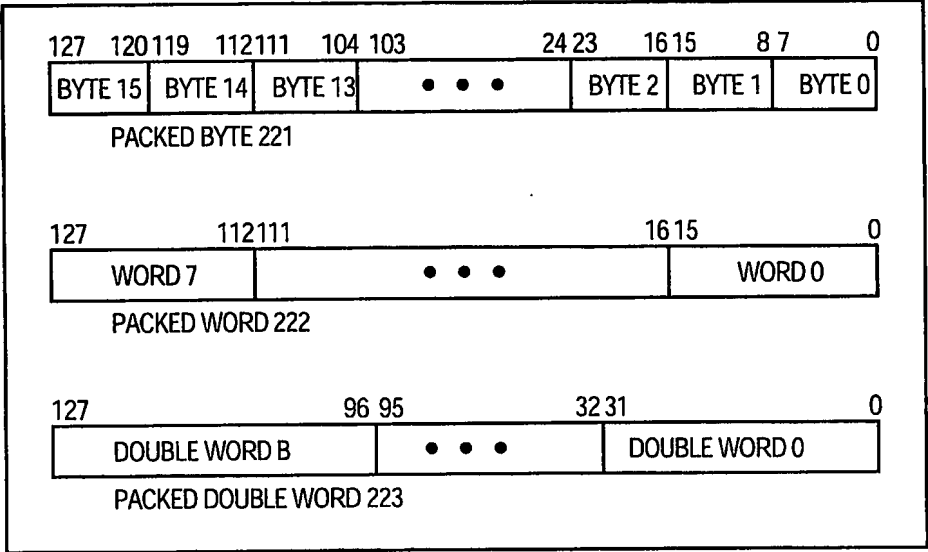 127 120 119 112 111 104 103 24 23 16 15 8 7 0
BYTE 15 BYTE 14 BYTE 13 BYTE 2 BYTE 1 BYTE 0
PACKED BYTE 221
127 112 111 16 15 0
WORD 7 WORD 0
PACKED WORD 222
127 96 95 32 31 0
DOUBLE WORD B DOUBLE WORD 0
PACKED DOUBLE WORD 223